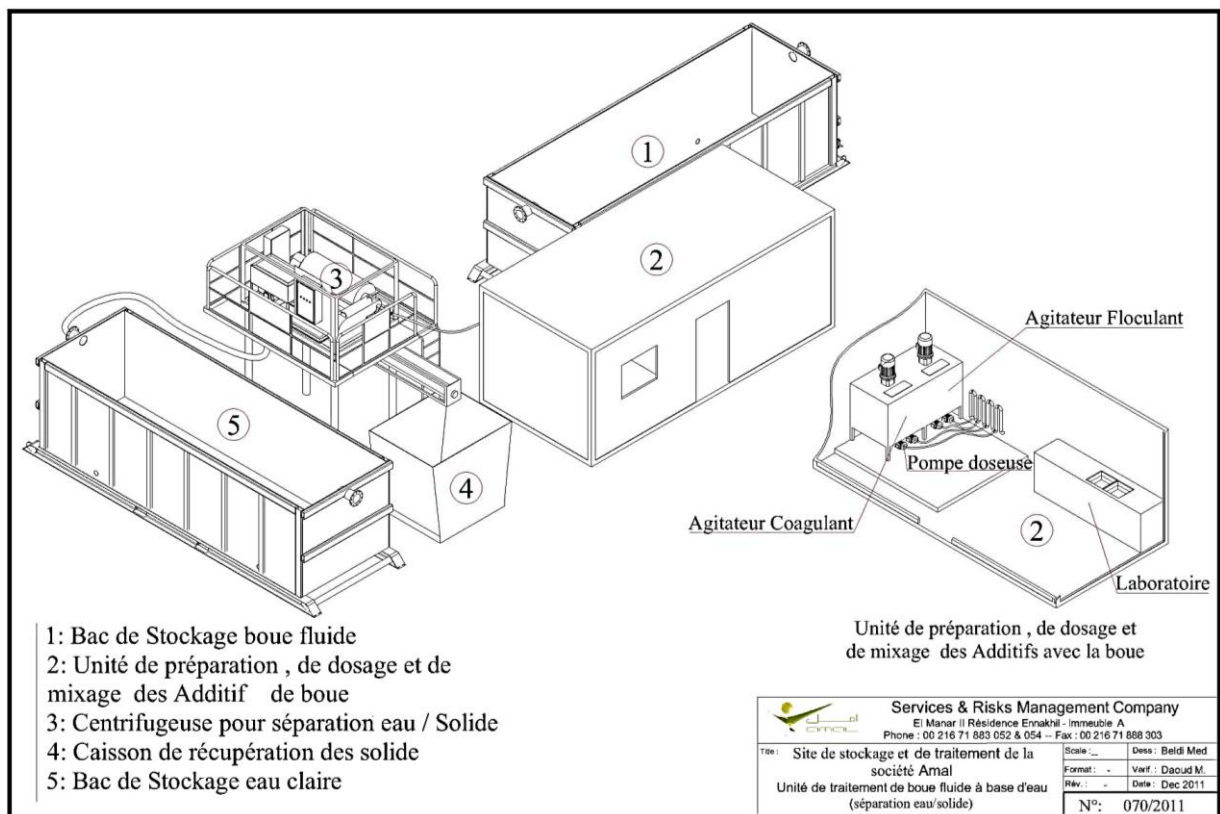 1
2
3
4
5
Agitateur Floculant
Pompe doseuse
Agitateur Coagulant
2
Laboratoire
Unité de préparation , de dosage et
de mixage des Additifs avec la boue
1: Bac de Stockage boue fluide
2: Unité de préparation , de dosage et de
mixage des Additif de boue
3: Centrifugeuse pour séparation eau / Solide
4: Caisson de récupération des solide
5: Bac de Stockage eau claire
امل
amal
Services & Risks Management Company
El Manar II Résidence Ennakhil - Immeuble A
Phone : 00 216 71 883 052 & 054 -- Fax : 00 216 71 888 303
Title : Site de stockage et de traitement de la
société Amal
Unité de traitement de boue fluide à base d'eau
(séparation eau/solide)
Scale : _ Dess : Beldi Med
Format : - Verif. : Daoud M.
Rév. : - Date : Dec 2011
N°: 070/2011